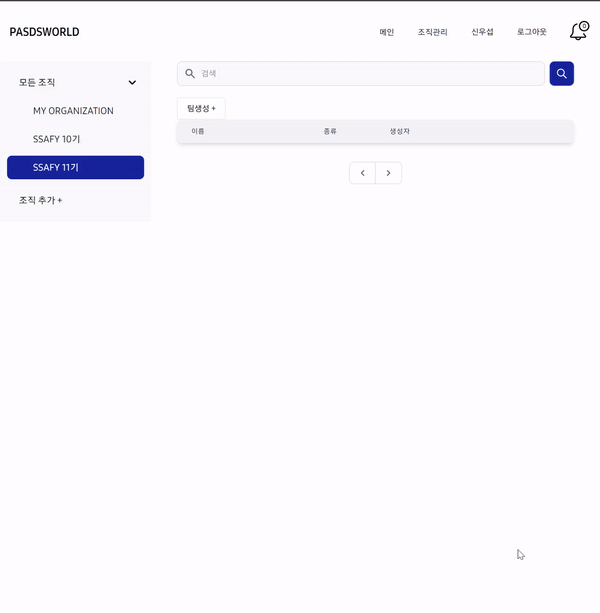 PASDSWORLD
메인 조직관리 신우섭 로그아웃 0
모든 조직
MY ORGANIZATION
SSAFY 10기
SSAFY 11기
조직 추가 +
검색
팀생성 +
이름 종류 생성자